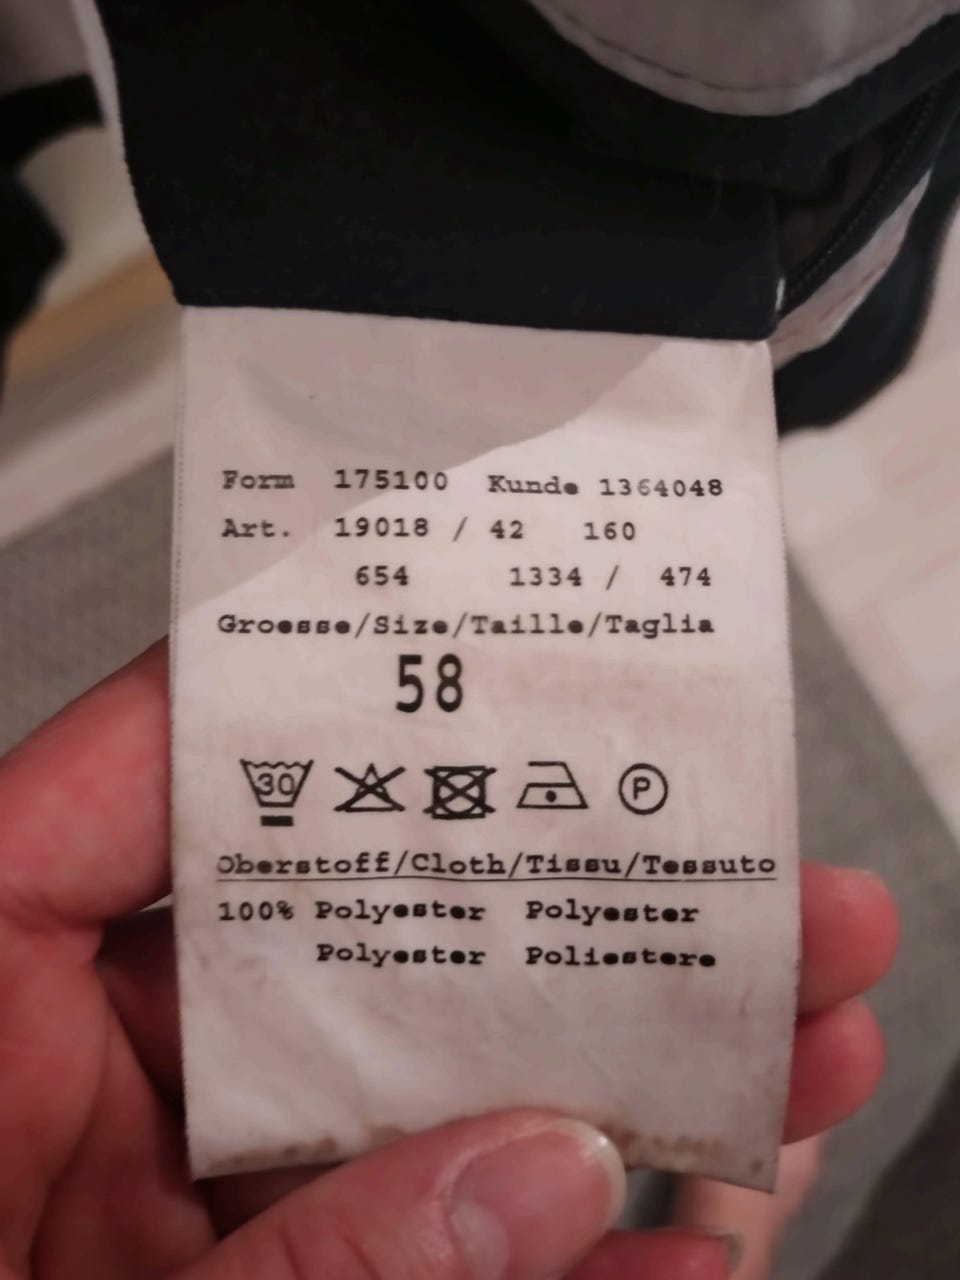 Form 175100 Kunde 1364048
Art. 19018 / 42 160
654 1334 / 474
Groesse/Size/Taille/Taglia
58
30 P
Oberstoff/Cloth/Tissu/Tessuto
100% Polyester Polyester
Polyester Poliestere